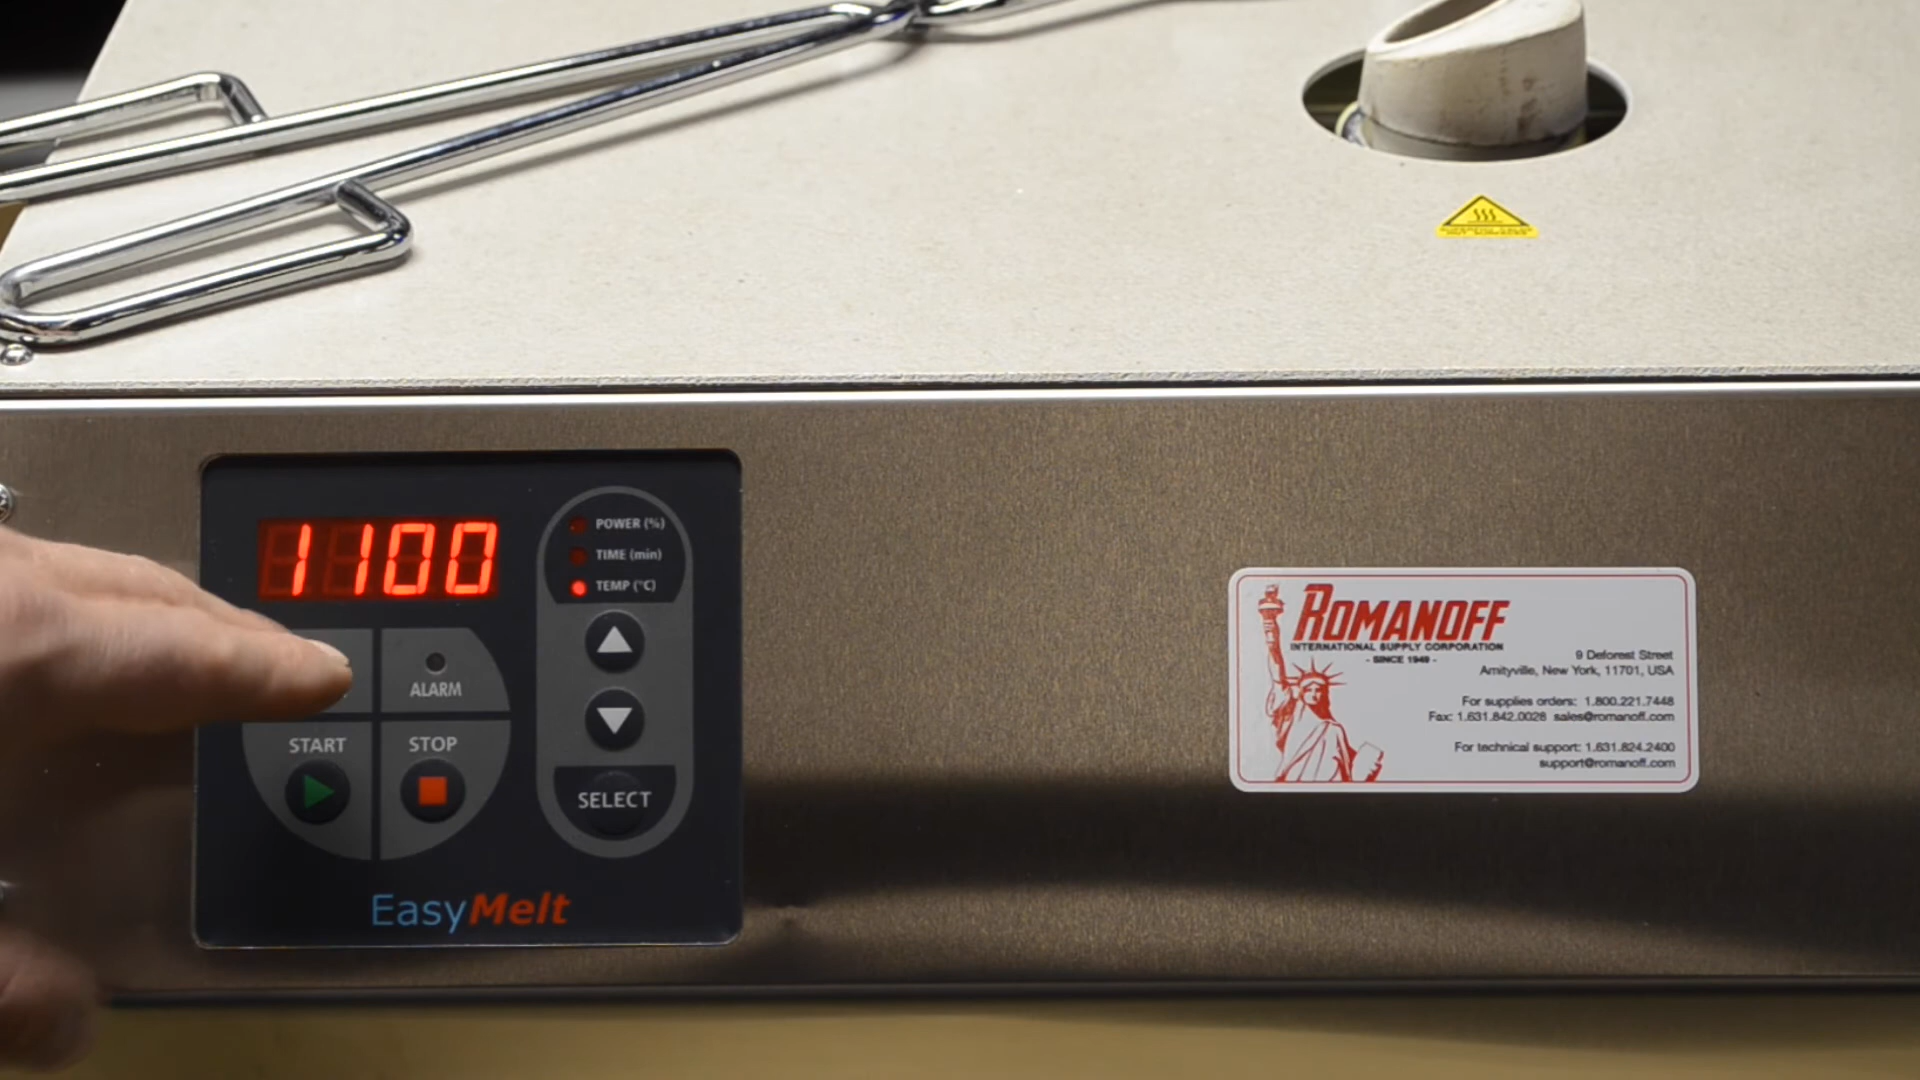 1100
POWER (%)
TIME (min)
TEMP (°C)
ALARM
START
STOP
SELECT
EasyMelt
ROMANOFF
INTERNATIONAL SUPPLY CORPORATION
- SINCE 1949 -
9 Deforest Street
Amityville, New York, 11701, USA
For supplies orders: 1.800.221.7448
Fax: 1.631.842.0028 sales@romanoff.com
For technical support: 1.631.824.2400
support@romanoff.com